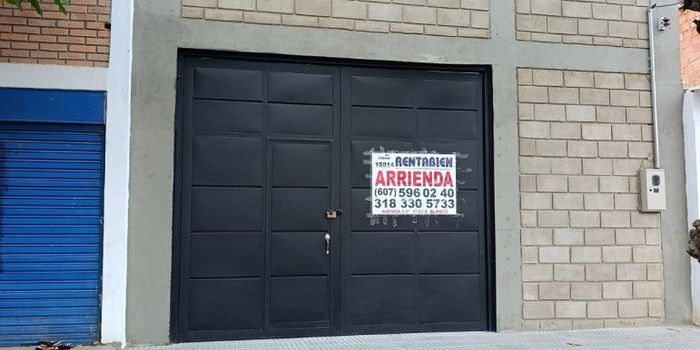 15014 RENTABIEN
ARRIENDA
(607) 596 02 40
318 330 5733